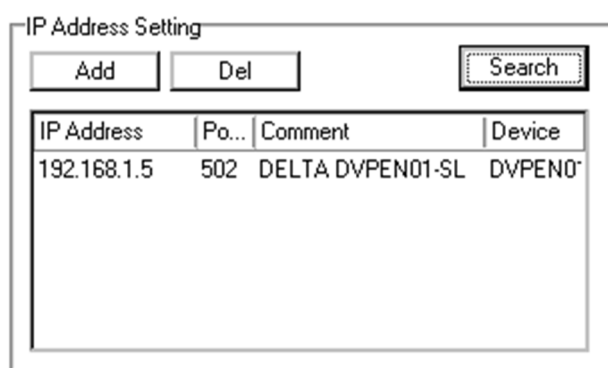 IP Address Setting
Add Del Search
IP Address Po... Comment Device
192.168.1.5 502 DELTA DVPEN01-SL DVPEN0